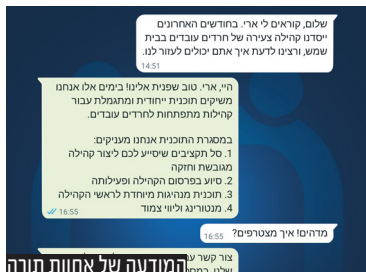 שלום, קוראים לי ארי. בחודשים האחרונים
ייסדנו קהילה צעירה של חרדים עובדים בבית
שמש, ורצינו לדעת איך אתם יכולים לעזור לנו.
14:51
היי, ארי. טוב שפנית אלינו! בימים אלו אנחנו
משיקים תוכנית ייחודית ומתגמלת עבור
קהילות מתפתחות לחרדים עובדים.
במסגרת התוכנית אנחנו מעניקים:
1. סל תקציבים שיסייע לכם ליצור קהילה
מגובשת וחזקה
2. סיוע בפרסום הקהילה ופעילותה
3. תוכנית מנהיגות מיוחדת לראשי הקהילה
4. מנטורינג וליווי צמוד
16:55
מדהים! איך מצטרפים?
16:55
צור קשר
המודעה של אחוות תורה